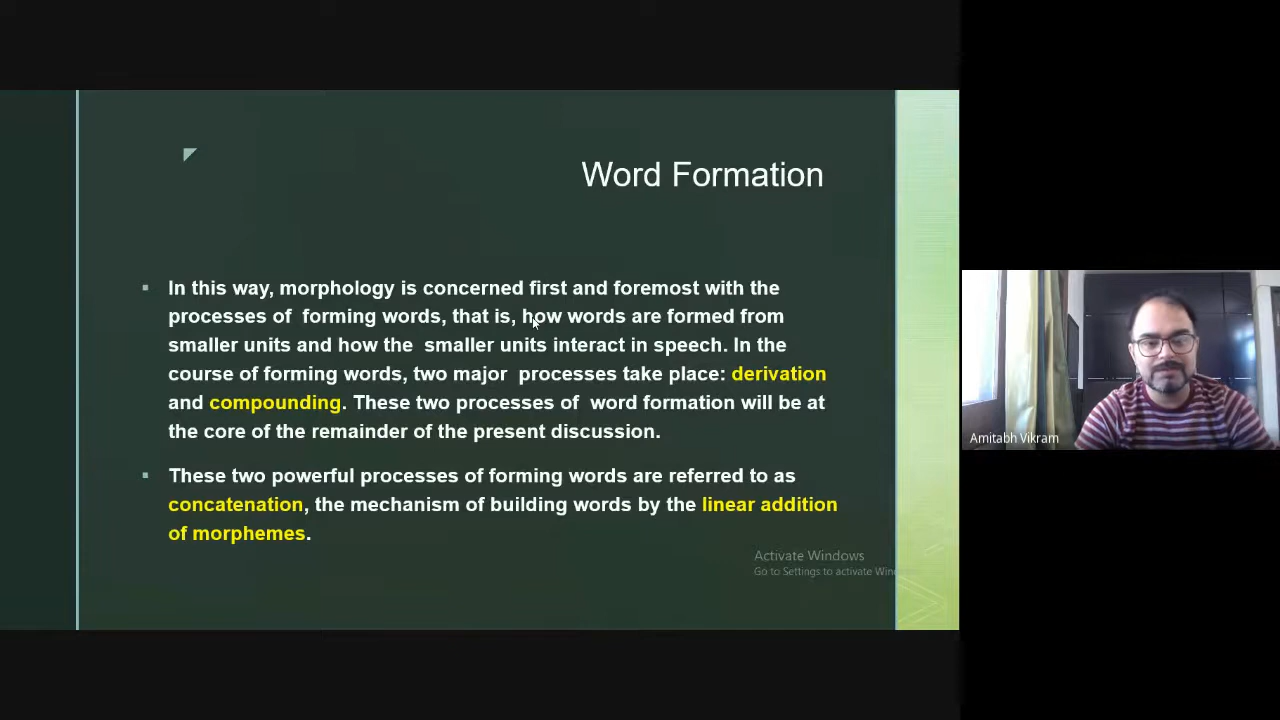 Word Formation
In this way, morphology is concerned first and foremost with the
processes of forming words, that is, how words are formed from
smaller units and how the smaller units interact in speech. In the
course of forming words, two major processes take place: derivation
and compounding. These two processes of word formation will be at
the core of the remainder of the present discussion.
These two powerful processes of forming words are referred to as
concatenation, the mechanism of building words by the linear addition
of morphemes.
Activate Windows
Go to Settings to activate
Amitabh Vikram